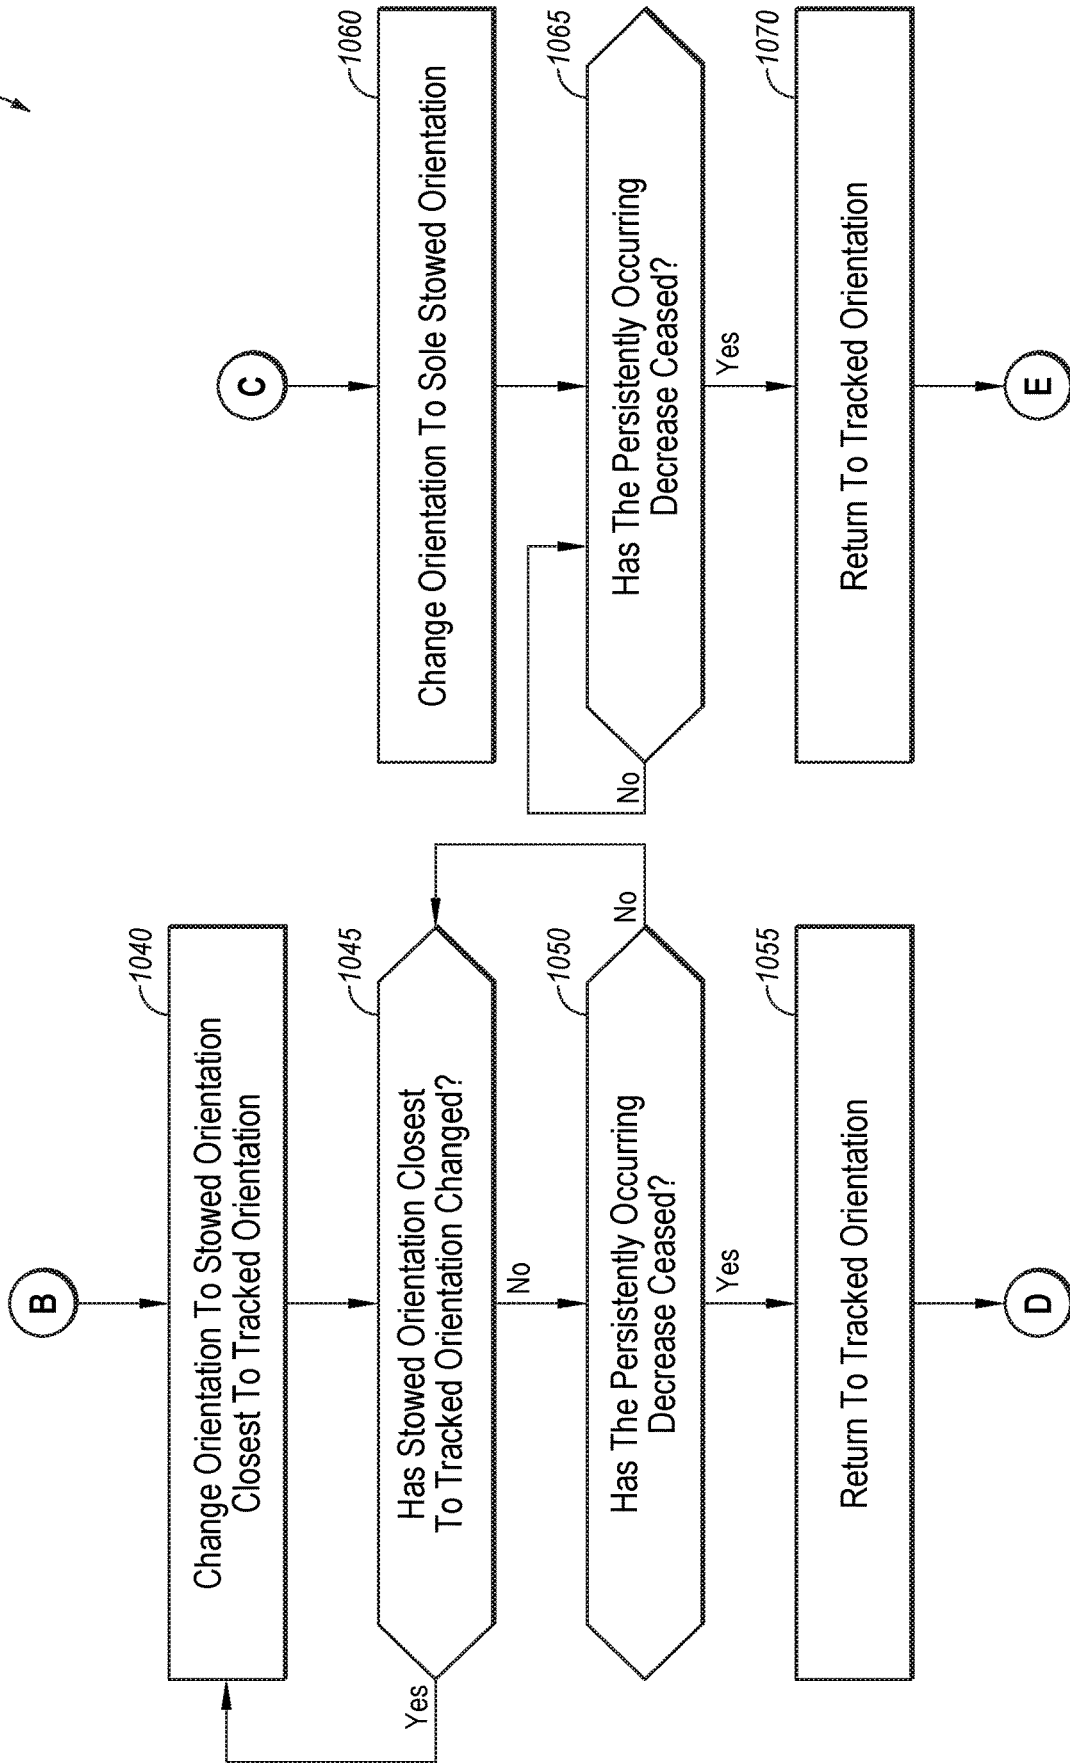 B
1040
Change Orientation To Stowed Orientation
Closest To Tracked Orientation
1045
Has Stowed Orientation Closest
To Tracked Orientation Changed?
Yes
No
1050
Has The Persistently Occurring
Decrease Ceased?
No
Yes
1055
Return To Tracked Orientation
D
C
1060
Change Orientation To Sole Stowed Orientation
1065
Has The Persistently Occurring
Decrease Ceased?
No
Yes
1070
Return To Tracked Orientation
E